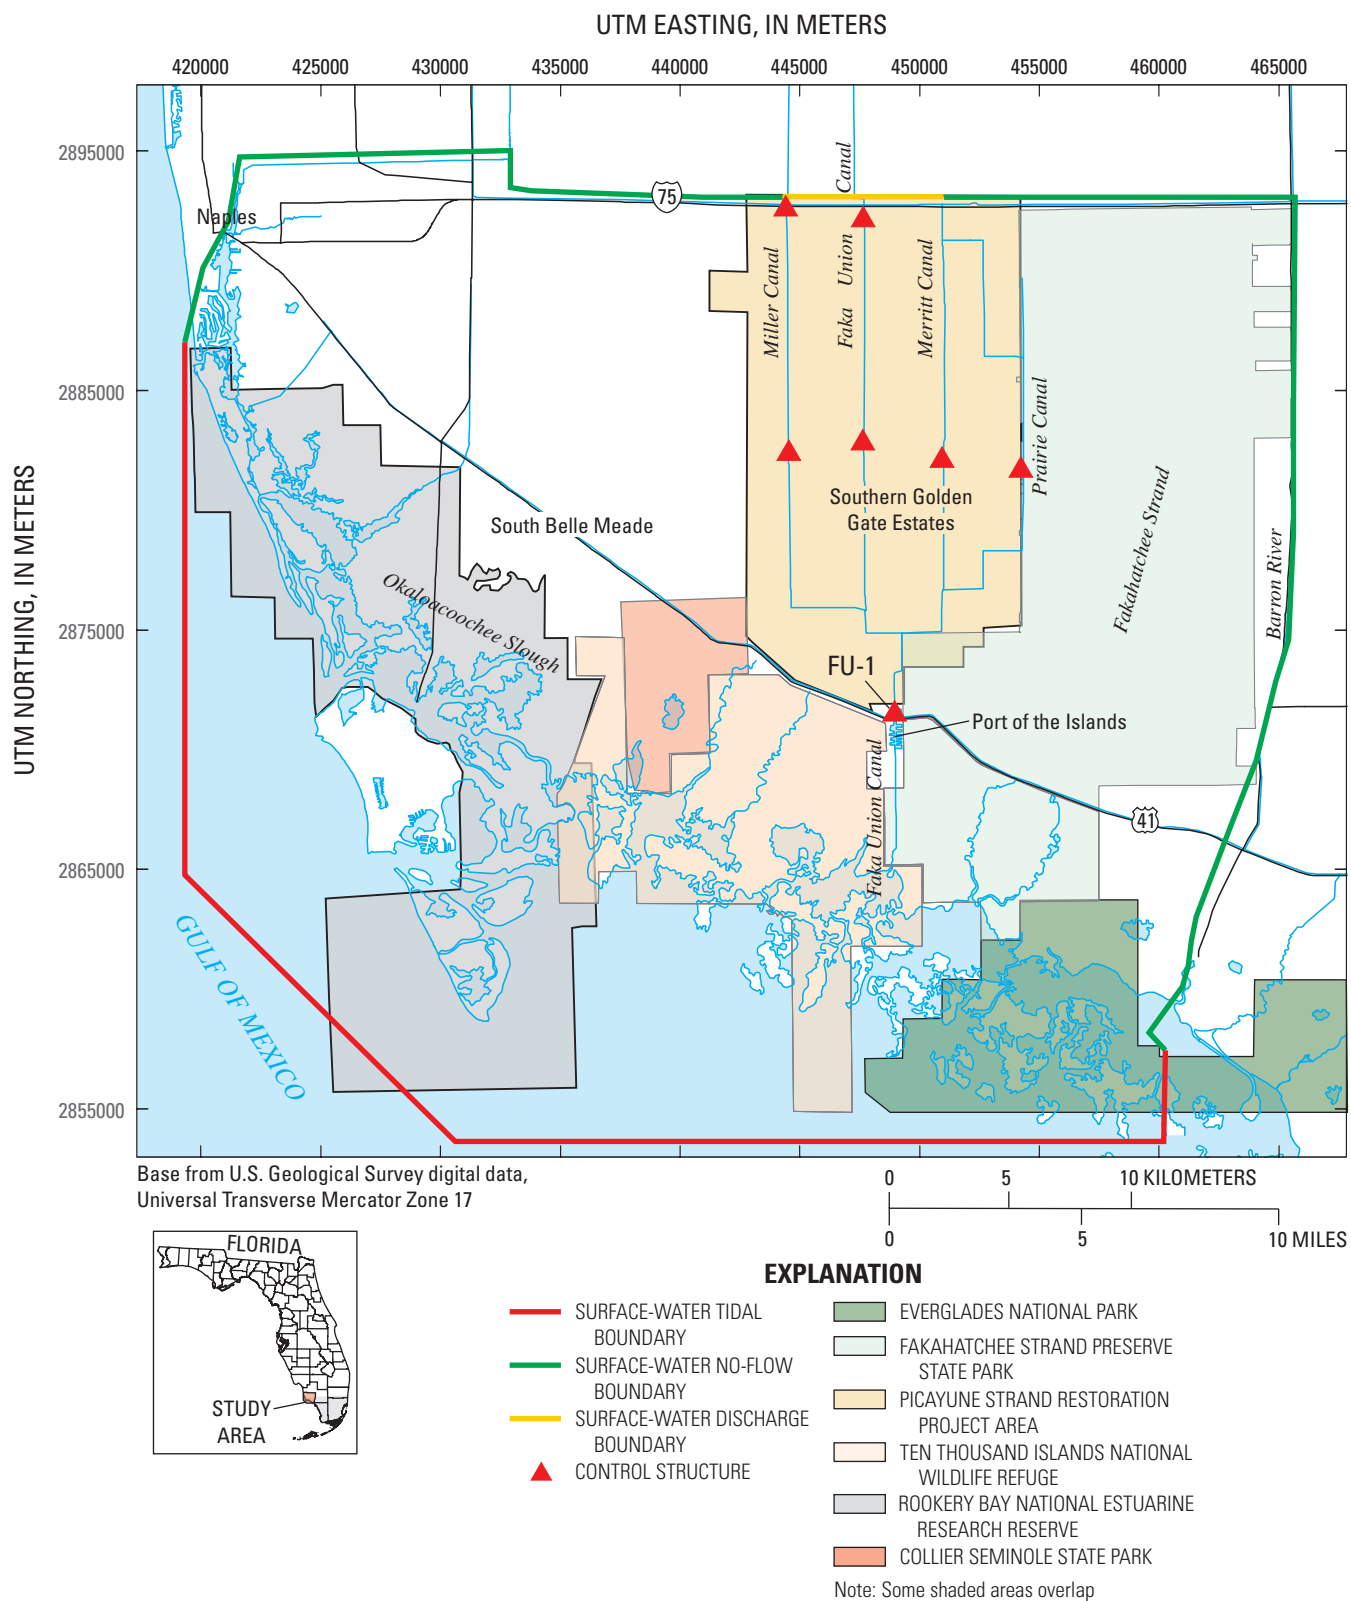 UTM EASTING, IN METERS
420000 425000 430000 435000 440000 445000 450000 455000 460000 465000
UTM NORTHING, IN METERS
2895000
2885000
2875000
2865000
2855000
Naples
75
Canal
Faka Union
Miller Canal
Merritt Canal
Prairie Canal
Southern Golden
Gate Estates
South Belle Meade
Fakahatchee Strand
Barron River
Okaloacoochee Slough
FU-1
Port of the Islands
Faka Union Canal
41
GULF OF MEXICO
Base from U.S. Geological Survey digital data,
Universal Transverse Mercator Zone 17
0 5 10 KILOMETERS
0 5 10 MILES
FLORIDA
STUDY
AREA
EXPLANATION
SURFACE-WATER TIDAL
BOUNDARY
SURFACE-WATER NO-FLOW
BOUNDARY
SURFACE-WATER DISCHARGE
BOUNDARY
CONTROL STRUCTURE
EVERGLADES NATIONAL PARK
FAKAHATCHEE STRAND PRESERVE
STATE PARK
PICAYUNE STRAND RESTORATION
PROJECT AREA
TEN THOUSAND ISLANDS NATIONAL
WILDLIFE REFUGE
ROOKERY BAY NATIONAL ESTUARINE
RESEARCH RESERVE
COLLIER SEMINOLE STATE PARK
Note: Some shaded areas overlap